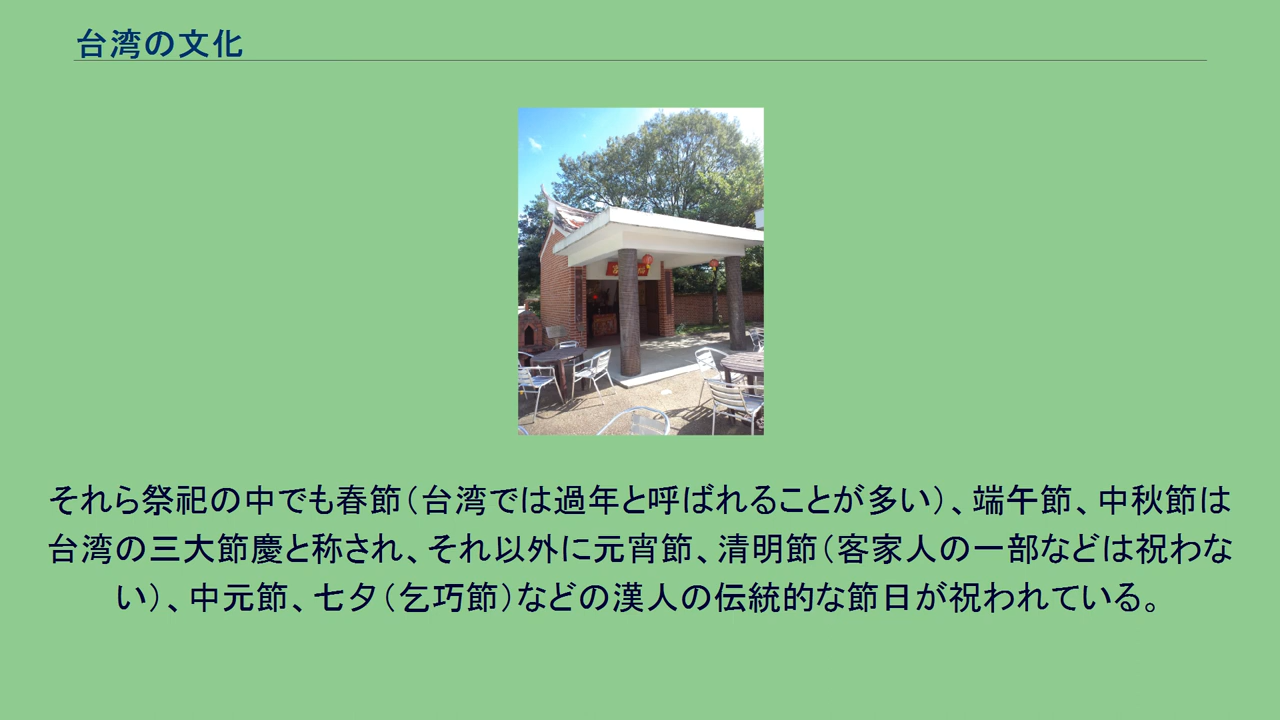 台湾の文化
それら祭祀の中でも春節（台湾では過年と呼ばれることが多い）、端午節、中秋節は
台湾の三大節慶と称され、それ以外に元宵節、清明節（客家人の一部などは祝わな
い）、中元節、七夕（乞巧節）などの漢人の伝統的な節日が祝われている。